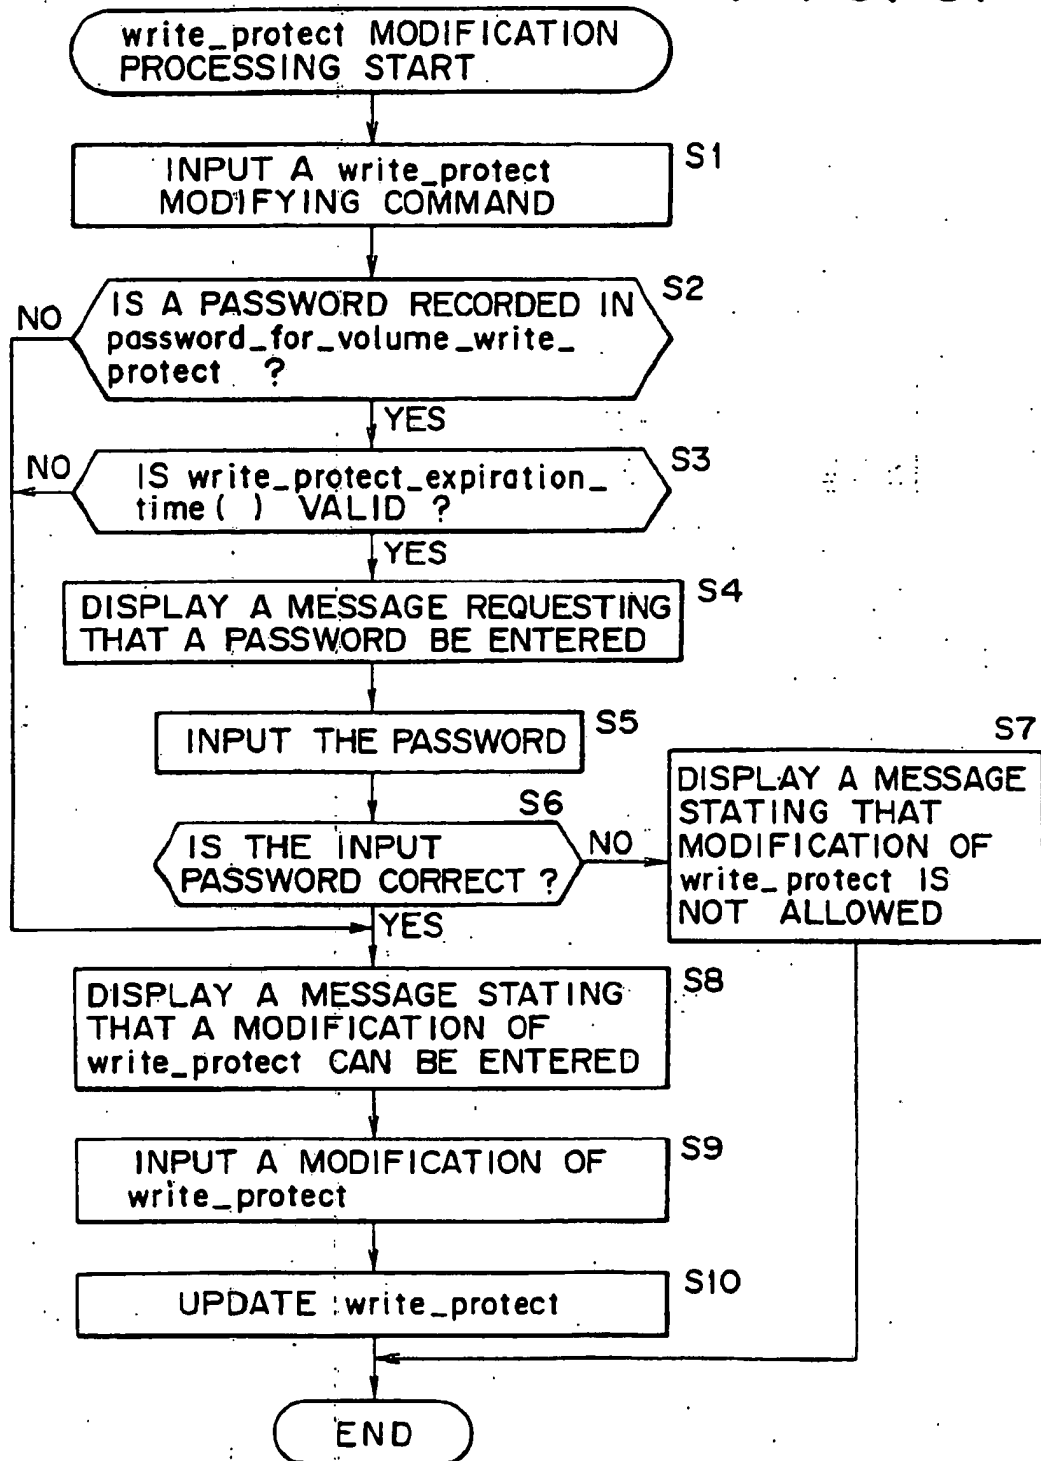 write_protect MODIFICATION
PROCESSING START
S1
INPUT A write_protect
MODIFYING COMMAND
S2
IS A PASSWORD RECORDED IN
password_for_volume_write_
protect ?
NO
YES
S3
IS write_protect_expiration_
time( ) VALID ?
NO
YES
S4
DISPLAY A MESSAGE REQUESTING
THAT A PASSWORD BE ENTERED
S5
INPUT THE PASSWORD
S6
IS THE INPUT
PASSWORD CORRECT ?
NO
YES
S7
DISPLAY A MESSAGE
STATING THAT
MODIFICATION OF
write_protect IS
NOT ALLOWED
S8
DISPLAY A MESSAGE STATING
THAT A MODIFICATION OF
write_protect CAN BE ENTERED
S9
INPUT A MODIFICATION OF
write_protect
S10
UPDATE write_protect
END